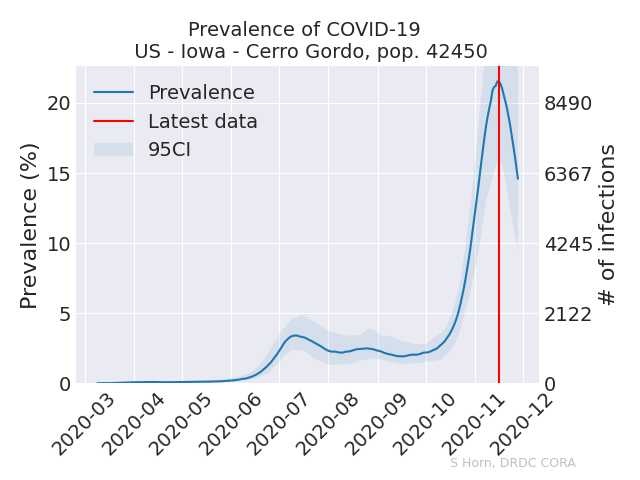 Prevalence of COVID-19
US - Iowa - Cerro Gordo, pop. 42450
Prevalence
Latest data
95CI
Prevalence (%)
20
15
10
5
0
8490
6367
4245
2122
0
# of infections
2020-03
2020-04
2020-05
2020-06
2020-07
2020-08
2020-09
2020-10
2020-11
2020-12
S Horn, DRDC CORA